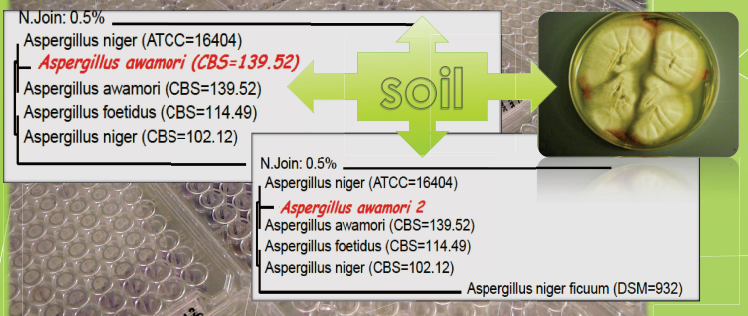 N.Join: 0.5%
Aspergillus niger (ATCC=16404)
Aspergillus awamori (CBS=139.52)
Aspergillus awamori (CBS=139.52)
Aspergillus foetidus (CBS=114.49)
Aspergillus niger (CBS=102.12)
soil
N.Join: 0.5%
Aspergillus niger (ATCC=16404)
Aspergillus awamori 2
Aspergillus awamori (CBS=139.52)
Aspergillus foetidus (CBS=114.49)
Aspergillus niger (CBS=102.12)
Aspergillus niger ficuum (DSM=932)